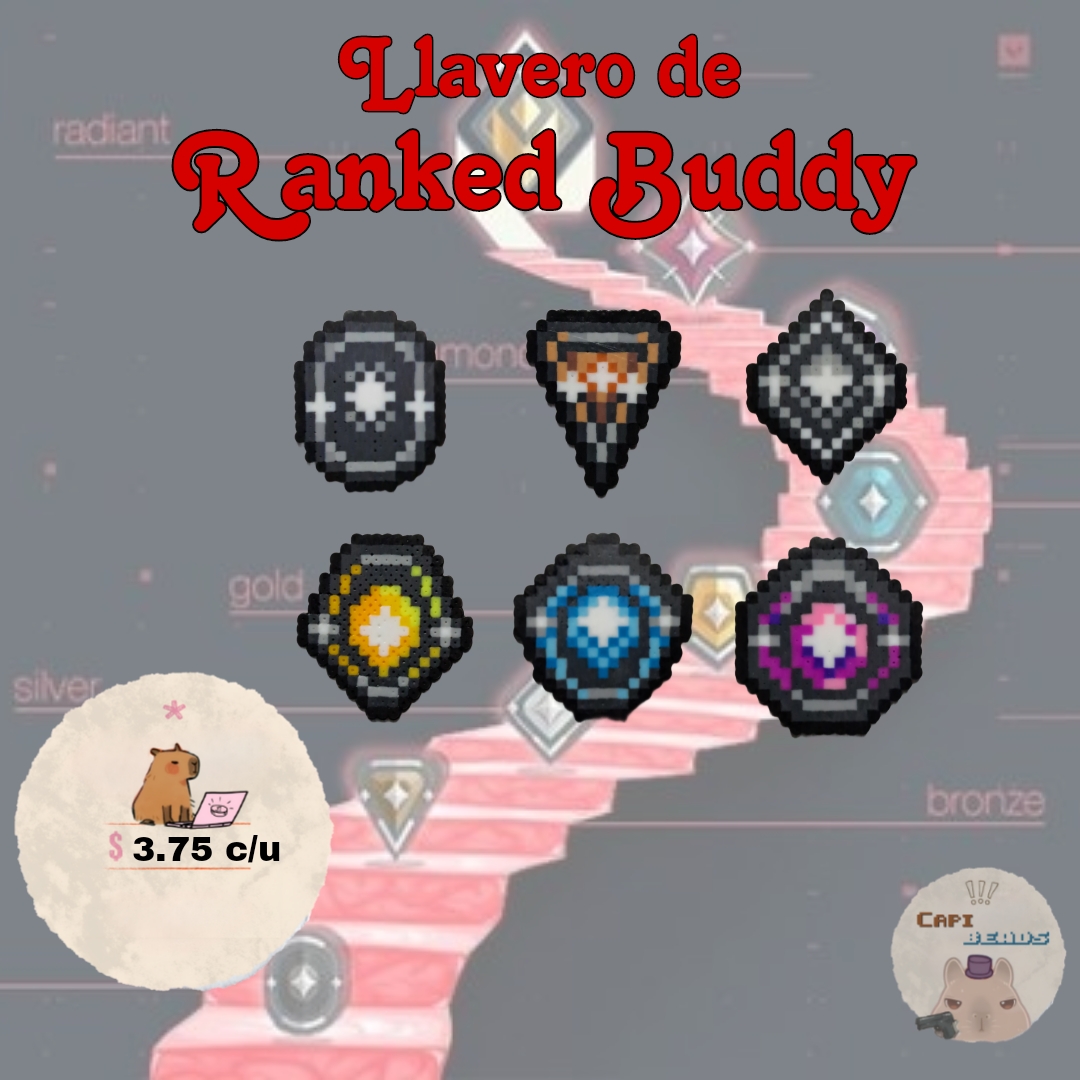 Llavero de
radiant
Ranked Buddy
mond
gold
silver
*
$ 3.75 c/u
bronze
!!!
CAPI
BEADS